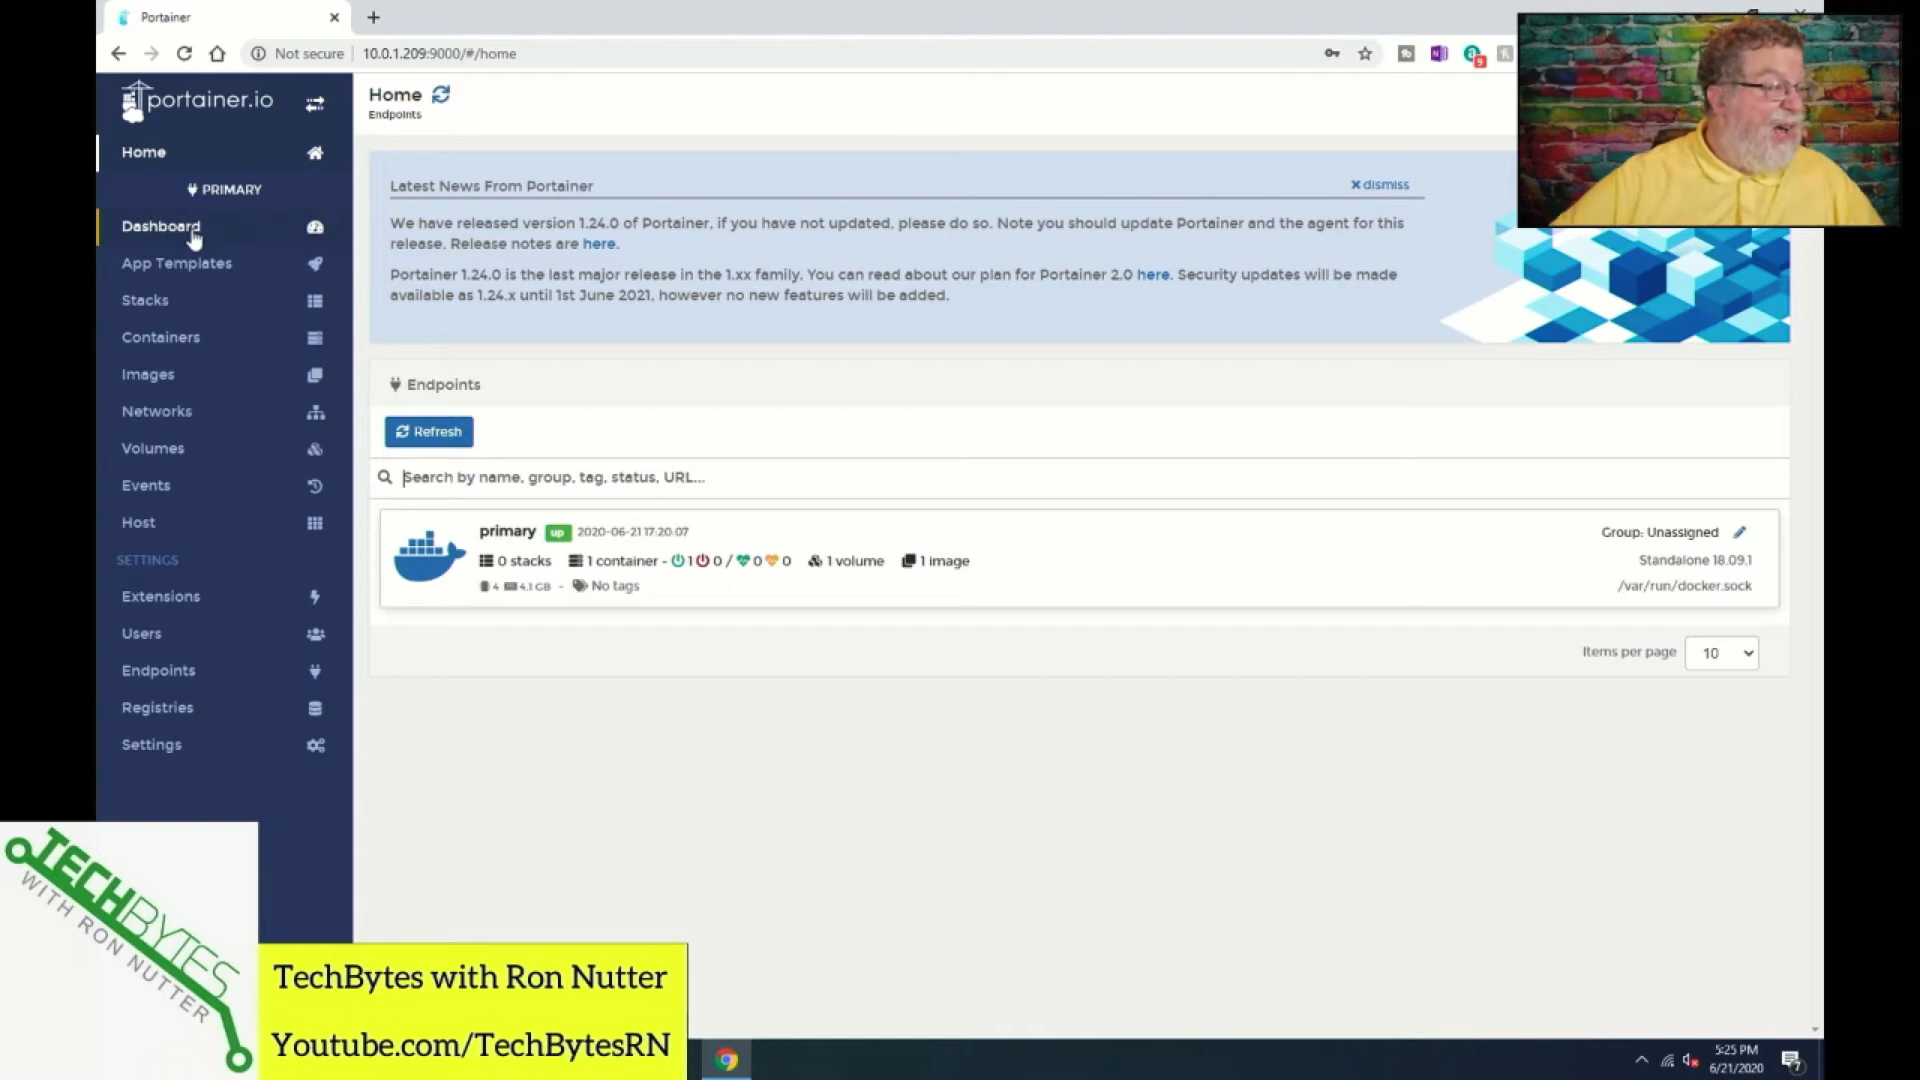 Portainer
Not secure
10.0.1.209:9000/#/home
9
portainer.io
Home
PRIMARY
Dashboard
App Templates
Stacks
Containers
Images
Networks
Volumes
Events
Host
SETTINGS
Extensions
Users
Endpoints
Registries
Settings
Home
Endpoints
Latest News From Portainer
dismiss
We have released version 1.24.0 of Portainer, if you have not updated, please do so. Note you should update Portainer and the agent for this
release. Release notes are here.
Portainer 1.24.0 is the last major release in the 1.xx family. You can read about our plan for Portainer 2.0 here. Security updates will be made
available as 1.24.x until 1st June 2021, however no new features will be added.
Endpoints
Refresh
Search by name, group, tag, status, URL...
primary up 2020-06-21 17:20:07
Group: Unassigned
0 stacks 1 container - 1 0 / 0 0 1 volume 1 image
Standalone 18.09.1
4 4.1 GB - No tags
/var/run/docker.sock
Items per page 10
TECHBYTES
WITH RON NUTTER
TechBytes with Ron Nutter
Youtube.com/TechBytesRN
5:25 PM
6/21/2020
7